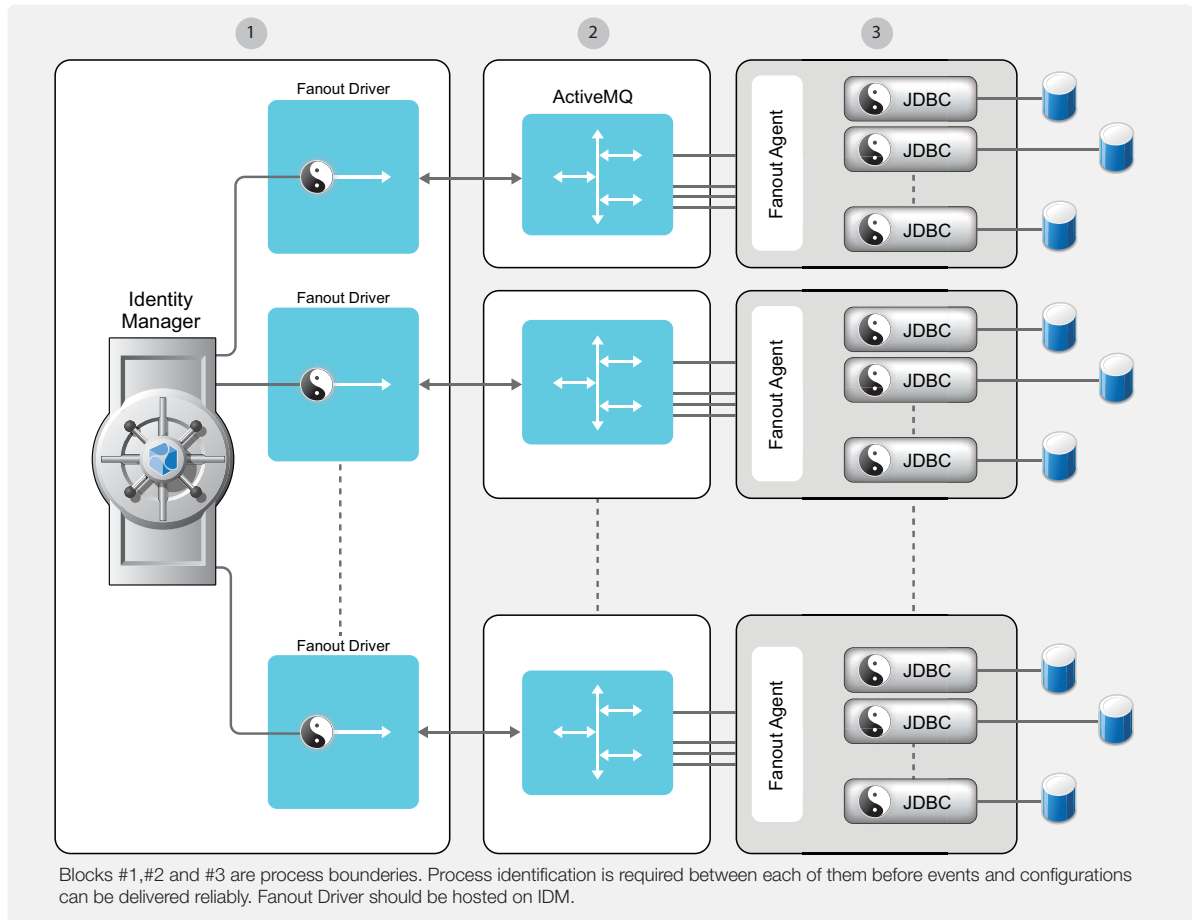 1
2
3
Fanout Driver
ActiveMQ
Fanout Agent
JDBC
JDBC
JDBC
Identity
Manager
Fanout Driver
Fanout Agent
JDBC
JDBC
JDBC
Fanout Driver
Fanout Agent
JDBC
JDBC
JDBC
Blocks #1,#2 and #3 are process bounderies. Process identification is required between each of them before events and configurations
can be delivered reliably. Fanout Driver should be hosted on IDM.